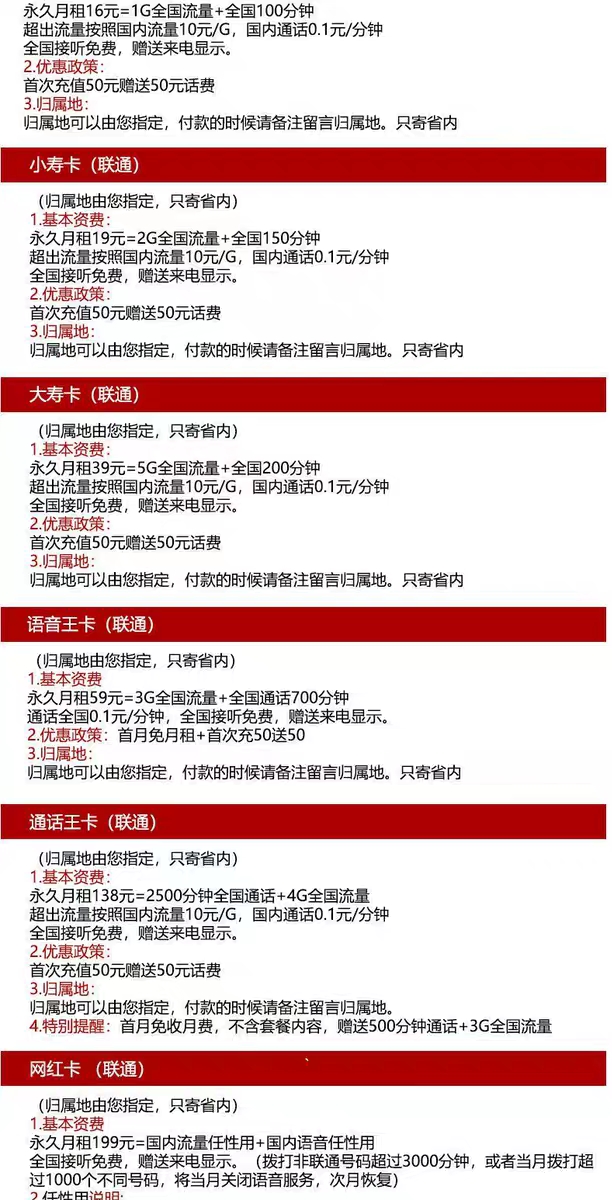 永久月租16元=1G全国流量+全国100分钟
超出流量按照国内流量10元/G，国内通话0.1元/分钟
全国接听免费，赠送来电显示。
2.优惠政策：
首次充值50元赠送50元话费
3.归属地：
归属地可以由您指定，付款的时候请备注留言归属地。只寄省内
小寿卡（联通）
（归属地由您指定，只寄省内）
1.基本资费：
永久月租19元=2G全国流量+全国150分钟
超出流量按照国内流量10元/G，国内通话0.1元/分钟
全国接听免费，赠送来电显示。
2.优惠政策：
首次充值50元赠送50元话费
3.归属地：
归属地可以由您指定，付款的时候请备注留言归属地。只寄省内
大寿卡（联通）
（归属地由您指定，只寄省内）
1.基本资费：
永久月租39元=5G全国流量+全国200分钟
超出流量按照国内流量10元/G，国内通话0.1元/分钟
全国接听免费，赠送来电显示。
2.优惠政策：
首次充值50元赠送50元话费
3.归属地：
归属地可以由您指定，付款的时候请备注留言归属地。只寄省内
语音王卡（联通）
（归属地由您指定，只寄省内）
1.基本资费
永久月租59元=3G全国流量+全国通话700分钟
通话全国0.1元/分钟，全国接听免费，赠送来电显示。
2.优惠政策：首月免月租+首次充50送50
3.归属地：
归属地可以由您指定，付款的时候请备注留言归属地。只寄省内
通话王卡（联通）
（归属地由您指定，只寄省内）
1.基本资费：
永久月租138元=2500分钟全国通话+4G全国流量
超出流量按照国内流量10元/G，国内通话0.1元/分钟
全国接听免费，赠送来电显示。
2.优惠政策：
首次充值50元赠送50元话费
3.归属地：
归属地可以由您指定，付款的时候请备注留言归属地。
4.特别提醒：首月免收月费，不含套餐内容，赠送500分钟通话+3G全国流量
网红卡 （联通）
（归属地由您指定，只寄省内）
1.基本资费
永久月租199元=国内流量任性用+国内语音任性用
全国接听免费，赠送来电显示。（拨打非联通号码超过3000分钟，或者当月拨打超
过1000个不同号码，将当月关闭语音服务，次月恢复）
2.任性用说明：